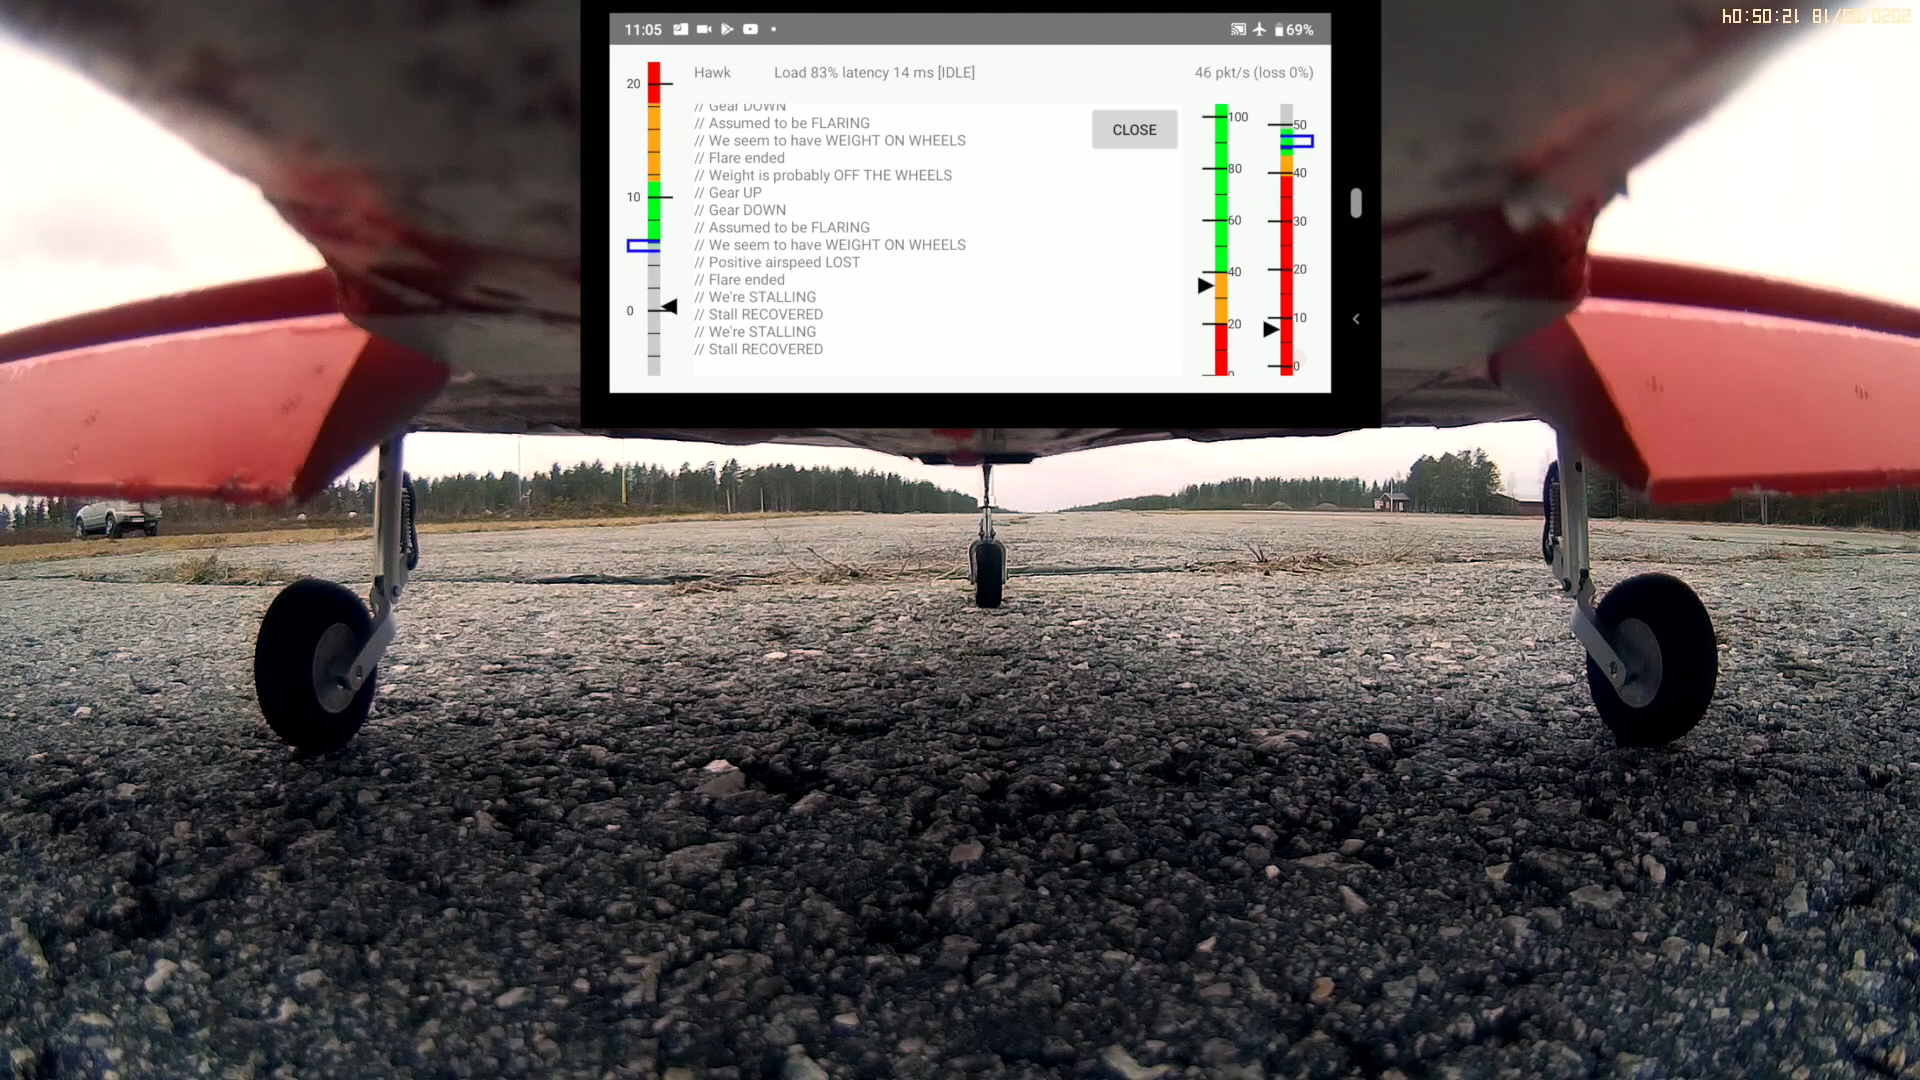 11:05
69%
Hawk Load 83% latency 14 ms [IDLE] 46 pkt/s (loss 0%)
// Gear DOWN
// Assumed to be FLARING
// We seem to have WEIGHT ON WHEELS
// Flare ended
// Weight is probably OFF THE WHEELS
// Gear UP
// Gear DOWN
// Assumed to be FLARING
// We seem to have WEIGHT ON WHEELS
// Positive airspeed LOST
// Flare ended
// We're STALLING
// Stall RECOVERED
// We're STALLING
// Stall RECOVERED
CLOSE
20
10
0
100
80
60
40
20
0
50
40
30
20
10
0